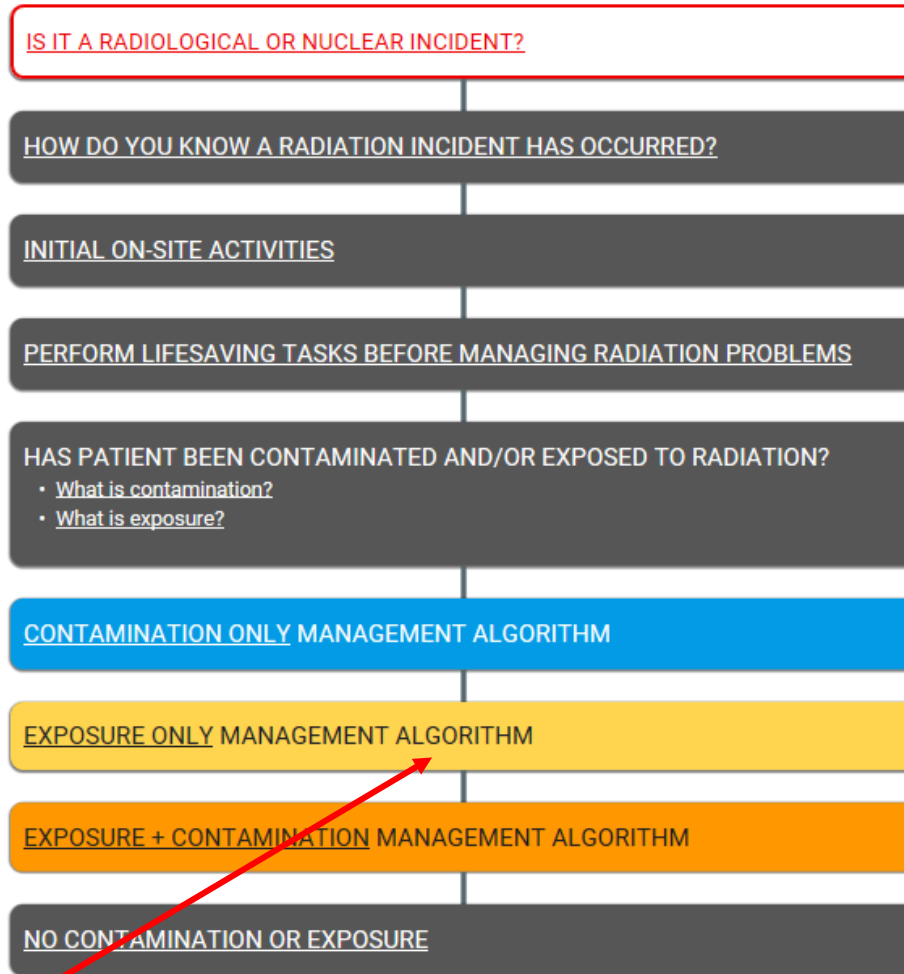 IS IT A RADIOLOGICAL OR NUCLEAR INCIDENT?
HOW DO YOU KNOW A RADIATION INCIDENT HAS OCCURRED?
INITIAL ON-SITE ACTIVITIES
PERFORM LIFESAVING TASKS BEFORE MANAGING RADIATION PROBLEMS
HAS PATIENT BEEN CONTAMINATED AND/OR EXPOSED TO RADIATION?
• What is contamination?
• What is exposure?
CONTAMINATION ONLY MANAGEMENT ALGORITHM
EXPOSURE ONLY MANAGEMENT ALGORITHM
EXPOSURE + CONTAMINATION MANAGEMENT ALGORITHM
NO CONTAMINATION OR EXPOSURE